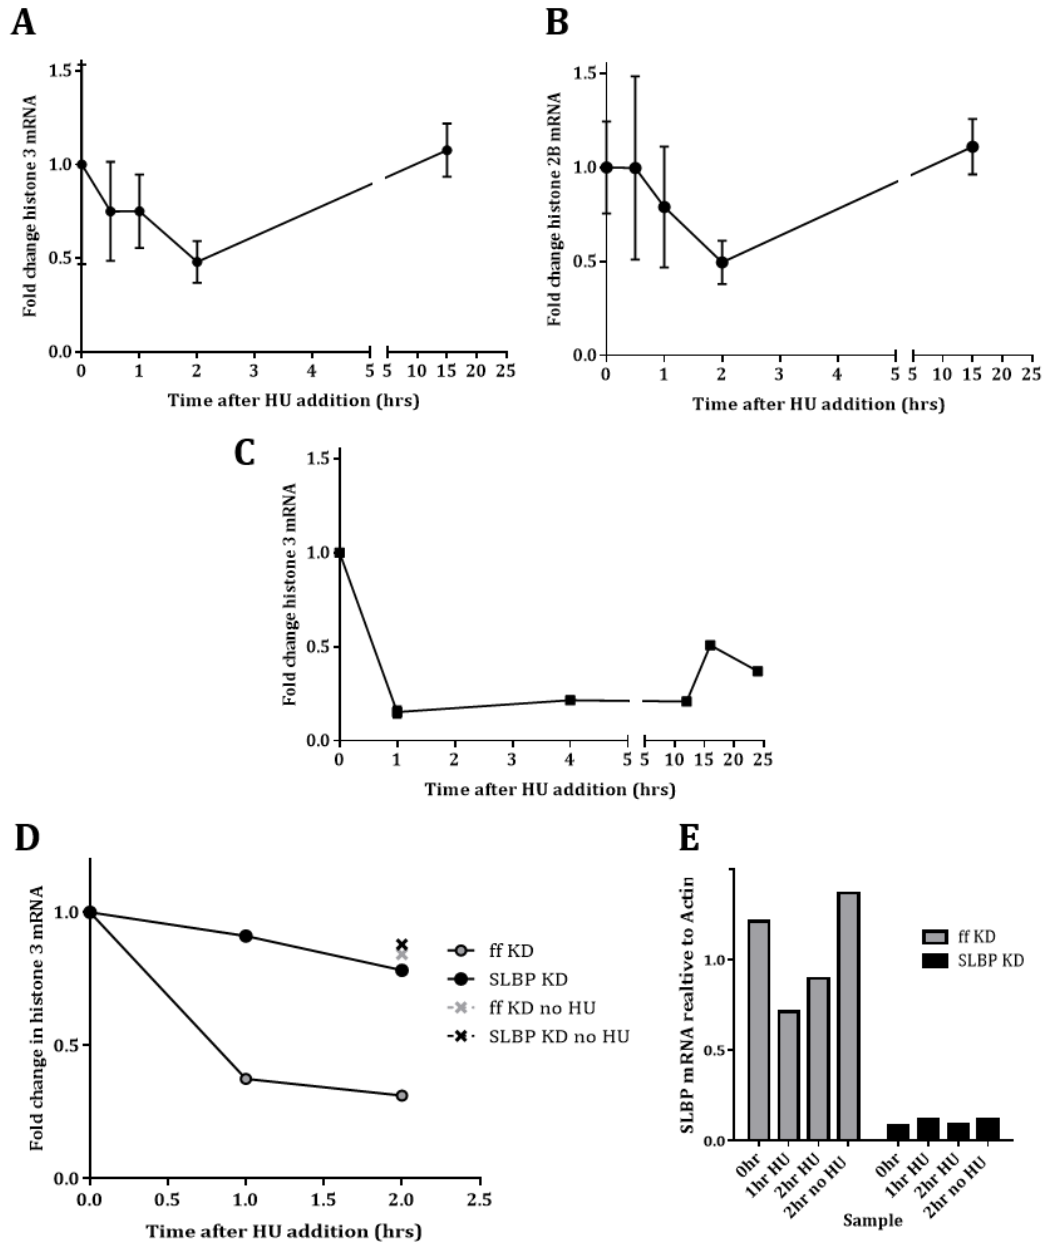 A
Fold change histone 3 mRNA
1.5
1.0
0.5
0.0
0 1 2 3 4 5 5 10 15 20 25
Time after HU addition (hrs)
B
Fold change histone 2B mRNA
1.5
1.0
0.5
0.0
0 1 2 3 4 5 5 10 15 20 25
Time after HU addition (hrs)
C
Fold change histone 3 mRNA
1.5
1.0
0.5
0.0
0 1 2 3 4 5 5 10 15 20 25
Time after HU addition (hrs)
D
Fold change in histone 3 mRNA
1.0
0.5
0.0
0.0 0.5 1.0 1.5 2.0 2.5
Time after HU addition (hrs)
ff KD
SLBP KD
ff KD no HU
SLBP KD no HU
E
SLBP mRNA realtive to Actin
1.0
0.5
0.0
0hr
1hr HU
2hr HU
2hr no HU
0hr
1hr HU
2hr HU
2hr no HU
Sample
ff KD
SLBP KD